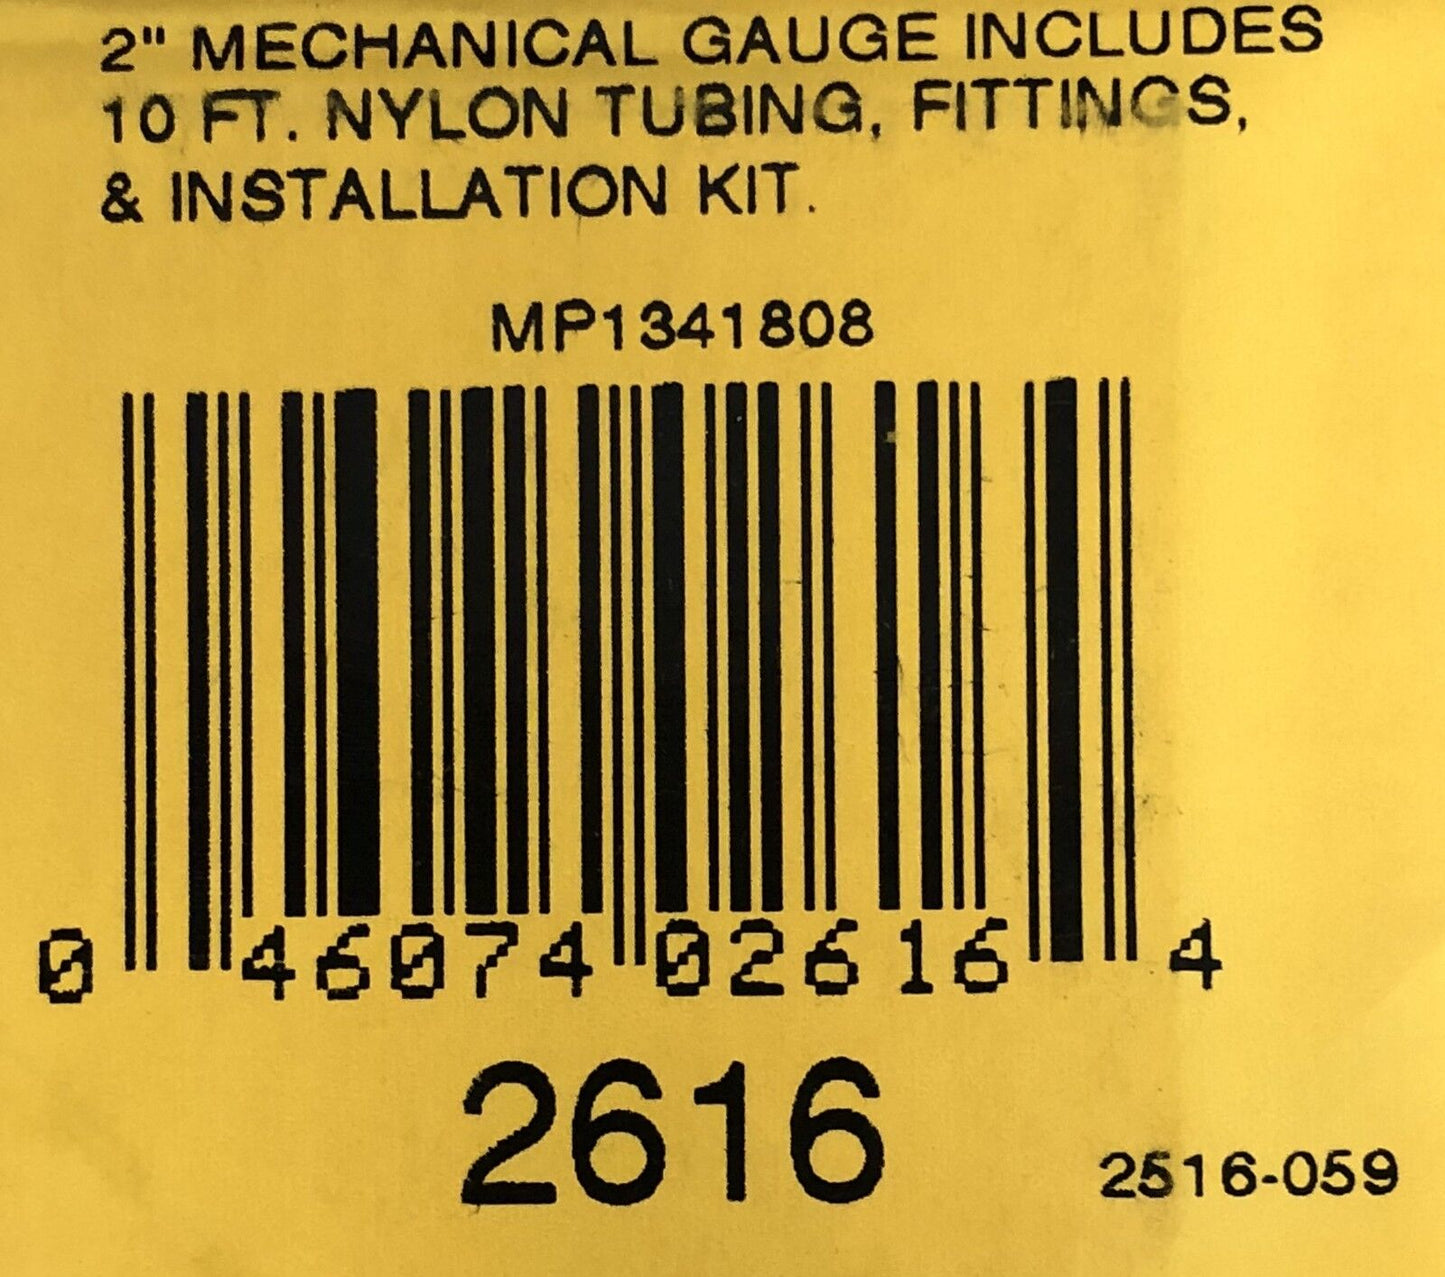 2" MECHANICAL GAUGE INCLUDES
10 FT. NYLON TUBING, FITTINGS,
& INSTALLATION KIT.
MP1341808
0 46074 02616 4
2616
2516-059